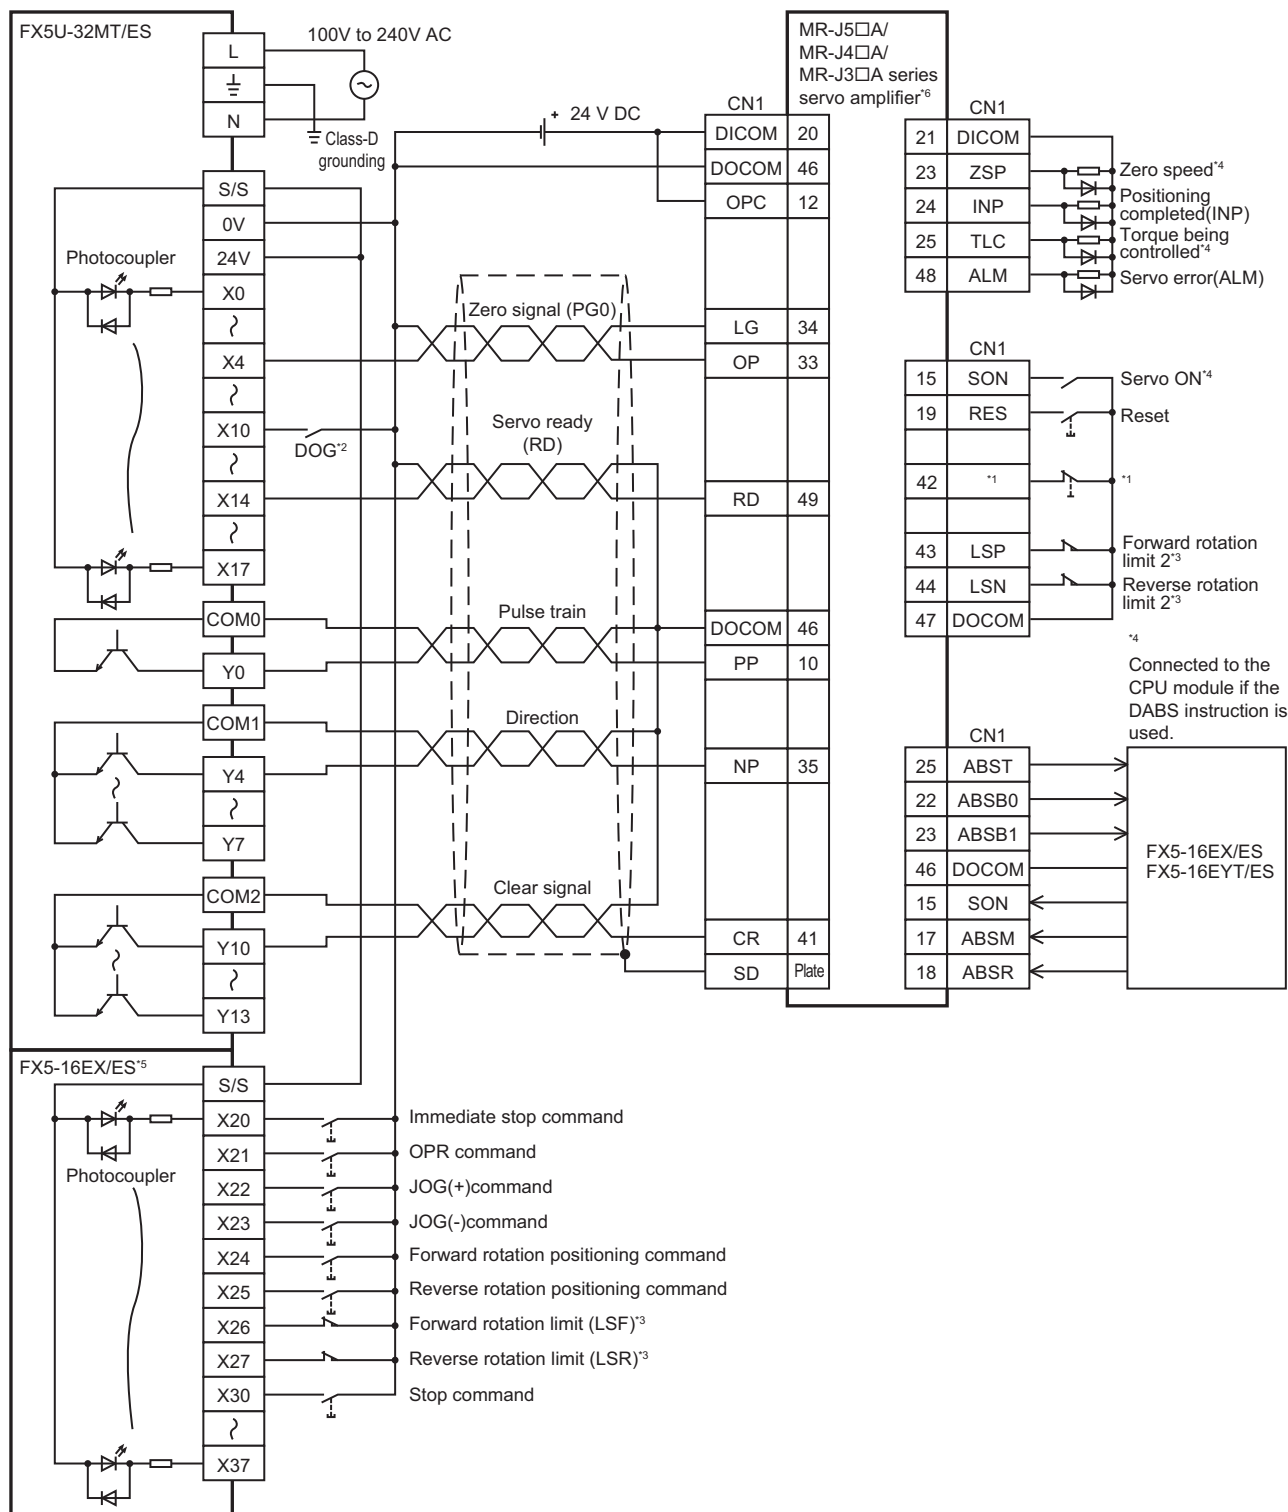 FX5U-32MT/ES
L
N
100V to 240V AC
Class-D
grounding
24 V DC
+
S/S
0V
24V
Photocoupler
X0
X4
X10
X14
X17
DOG*2
COM0
Y0
COM1
Y4
Y7
COM2
Y10
Y13
Zero signal (PG0)
Servo ready
(RD)
Pulse train
Direction
Clear signal
FX5-16EX/ES*5
S/S
X20 Immediate stop command
X21 OPR command
Photocoupler
X22 JOG(+)command
X23 JOG(-)command
X24 Forward rotation positioning command
X25 Reverse rotation positioning command
X26 Forward rotation limit (LSF)*3
X27 Reverse rotation limit (LSR)*3
X30 Stop command
X37
MR-J5□A/
MR-J4□A/
MR-J3□A series
servo amplifier*6
CN1
DICOM 20
DOCOM 46
OPC 12
LG 34
OP 33
RD 49
DOCOM 46
PP 10
NP 35
CR 41
SD Plate
CN1
21 DICOM
23 ZSP Zero speed*4
24 INP Positioning
completed(INP)
25 TLC Torque being
controlled*4
48 ALM Servo error(ALM)
CN1
15 SON Servo ON*4
19 RES Reset
42 *1 *1
43 LSP Forward rotation
limit 2*3
44 LSN Reverse rotation
limit 2*3
47 DOCOM
*4
Connected to the
CPU module if the
DABS instruction is
used.
CN1
25 ABST
22 ABSB0
23 ABSB1
46 DOCOM
15 SON
17 ABSM
18 ABSR
FX5-16EX/ES
FX5-16EYT/ES